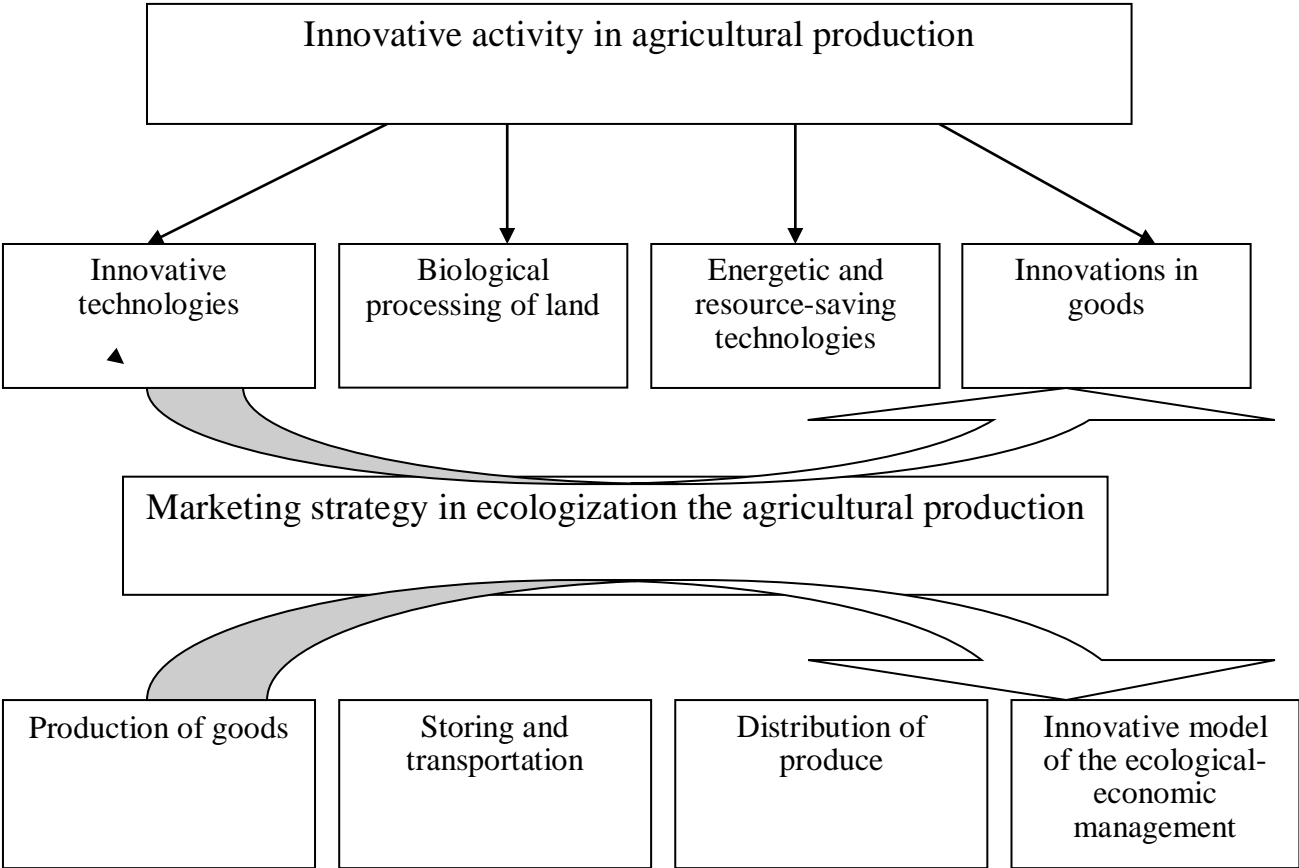 Innovative activity in agricultural production
Innovative
technologies
Biological
processing of land
Energetic and
resource-saving
technologies
Innovations in
goods
Marketing strategy in ecologization the agricultural production
Production of goods
Storing and
transportation
Distribution of
produce
Innovative model
of the ecological-
economic
management